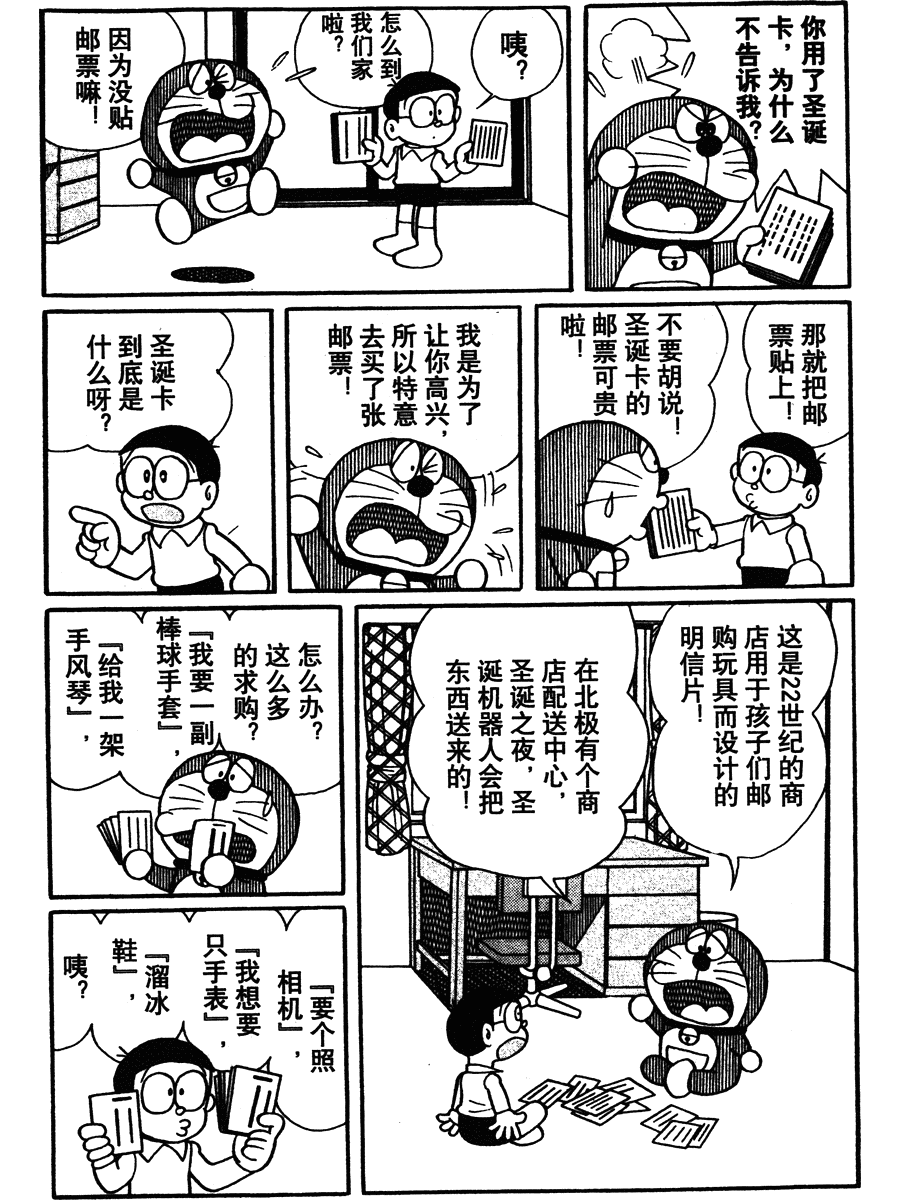 你用了圣诞
卡，为什么
不告诉我？
咦？
怎么到
我们家
啦？
因为没贴
邮票嘛！
那就把邮
票贴上！
不要胡说！
圣诞卡的
邮票可贵
啦！
我是为了
让你高兴，
所以特意
去买了张
邮票！
圣诞卡
到底是
什么呀？
这是22世纪的商
店用于孩子们邮
购玩具而设计的
明信片！
在北极有个商
店配送中心，
圣诞之夜，圣
诞机器人会把
东西送来的！
怎么办？
这么多
的求购？
『我要一副
棒球手套』，
『给我一架
手风琴』，
『要个照
相机』，
『我想要
只手表』，
『溜冰
鞋』，
咦？